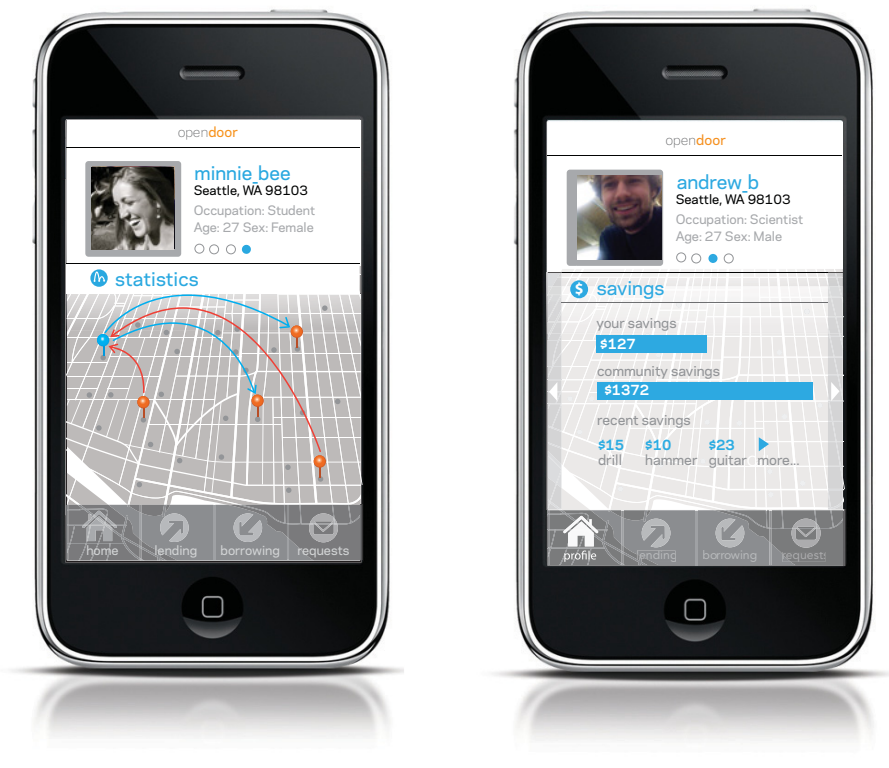 opendoor
minnie_bee
Seattle, WA 98103
Occupation: Student
Age: 27 Sex: Female
statistics
home lending borrowing requests
opendoor
andrew_b
Seattle, WA 98103
Occupation: Scientist
Age: 27 Sex: Male
$ savings
your savings
$127
community savings
$1372
recent savings
$15 $10 $23
drill hammer guitar more...
profile lending borrowing requests